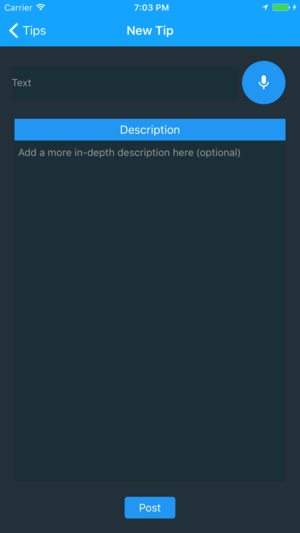 Carrier 7:03 PM
Tips New Tip
Text
Description
Add a more in-depth description here (optional)
Post